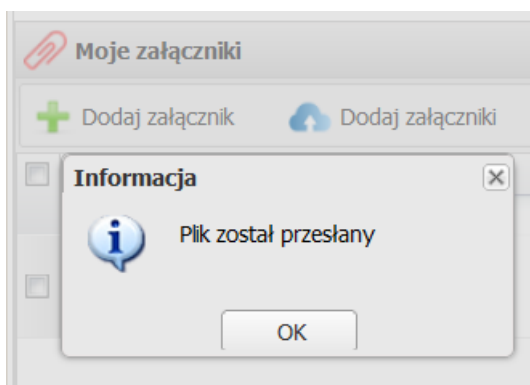 Moje załączniki
Dodaj załącznik Dodaj załączniki
Informacja
Plik został przesłany
OK